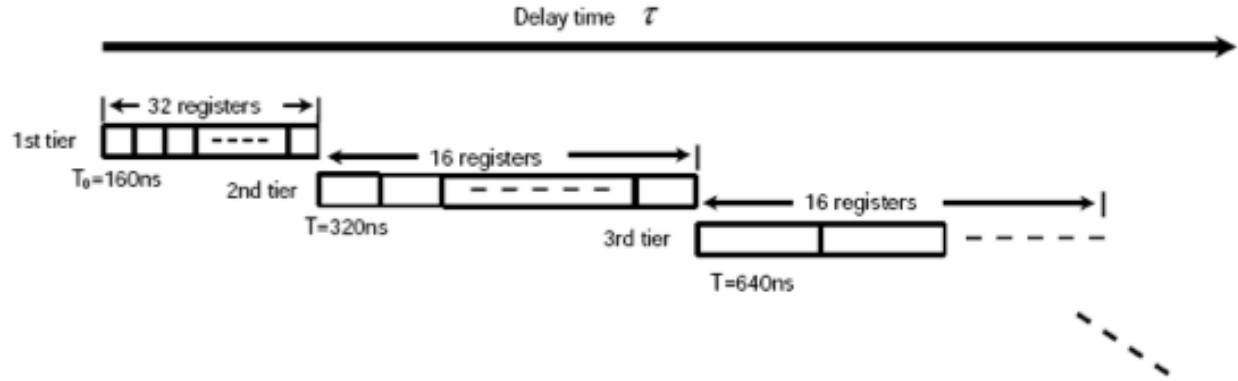 Delay time τ
32 registers
1st tier
T₀=160ns
16 registers
2nd tier
T=320ns
16 registers
3rd tier
T=640ns